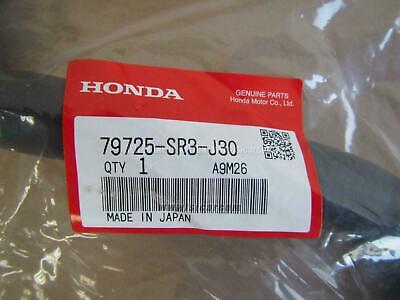 HONDA
GENUINE PARTS
Honda Motor Co., Ltd.
79725-SR3-J30
QTY 1 A9M26
MADE IN JAPAN